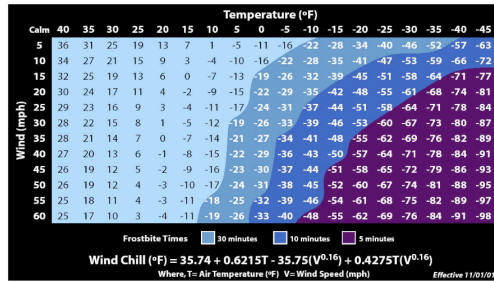 Temperature (ºF)
Calm 40 35 30 25 20 15 10 5 0 -5 -10 -15 -20 -25 -30 -35 -40 -45
5 36 31 25 19 13 7 1 -5 -11 -16 -22 -28 -34 -40 -46 -52 -57 -63
10 34 27 21 15 9 3 -4 -10 -16 -22 -28 -35 -41 -47 -53 -59 -66 -72
15 32 25 19 13 6 0 -7 -13 -19 -26 -32 -39 -45 -51 -58 -64 -71 -77
20 30 24 17 11 4 -2 -9 -15 -22 -29 -35 -42 -48 -55 -61 -68 -74 -81
25 29 23 16 9 3 -4 -11 -17 -24 -31 -37 -44 -51 -58 -64 -71 -78 -84
30 28 22 15 8 1 -5 -12 -19 -26 -33 -39 -46 -53 -60 -67 -73 -80 -87
35 28 21 14 7 0 -7 -14 -21 -27 -34 -41 -48 -55 -62 -69 -76 -82 -89
40 27 20 13 6 -1 -8 -15 -22 -29 -36 -43 -50 -57 -64 -71 -78 -84 -91
45 26 19 12 5 -2 -9 -16 -23 -30 -37 -44 -51 -58 -65 -72 -79 -86 -93
50 26 19 12 4 -3 -10 -17 -24 -31 -38 -45 -52 -60 -67 -74 -81 -88 -95
55 25 18 11 4 -3 -11 -18 -25 -32 -39 -46 -54 -61 -68 -75 -82 -89 -97
60 25 17 10 3 -4 -11 -19 -26 -33 -40 -48 -55 -62 -69 -76 -84 -91 -98
Wind (mph)
Frostbite Times 30 minutes 10 minutes 5 minutes
Wind Chill (ºF) = 35.74 + 0.6215T - 35.75(V0.16) + 0.4275T(V0.16)
Where, T= Air Temperature (ºF) V= Wind Speed (mph) Effective 11/01/01